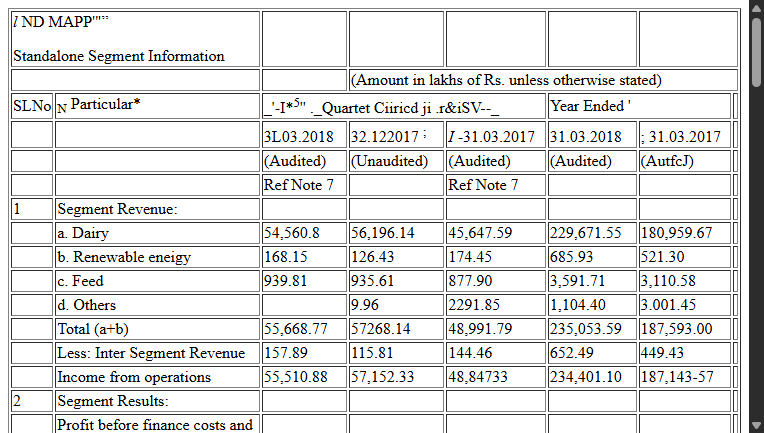 l ND MAPP'"”
Standalone Segment Information
(Amount in lakhs of Rs. unless otherwise stated)
SLNo N Particular* _'-I*5" ._Quartet Ciiricd ji .r&iSV--_ Year Ended '
3L03.2018 32.122017 ; I -31.03.2017 31.03.2018 ; 31.03.2017
(Audited) (Unaudited) (Audited) (Audited) (AutfcJ)
Ref Note 7 Ref Note 7
1 Segment Revenue:
a. Dairy 54,560.8 56,196.14 45,647.59 229,671.55 180,959.67
b. Renewable eneigy 168.15 126.43 174.45 685.93 521.30
c. Feed 939.81 935.61 877.90 3,591.71 3,110.58
d. Others 9.96 2291.85 1,104.40 3.001.45
Total (a+b) 55,668.77 57268.14 48,991.79 235,053.59 187,593.00
Less: Inter Segment Revenue 157.89 115.81 144.46 652.49 449.43
Income from operations 55,510.88 57,152.33 48,84733 234,401.10 187,143-57
2 Segment Results:
Profit before finance costs and